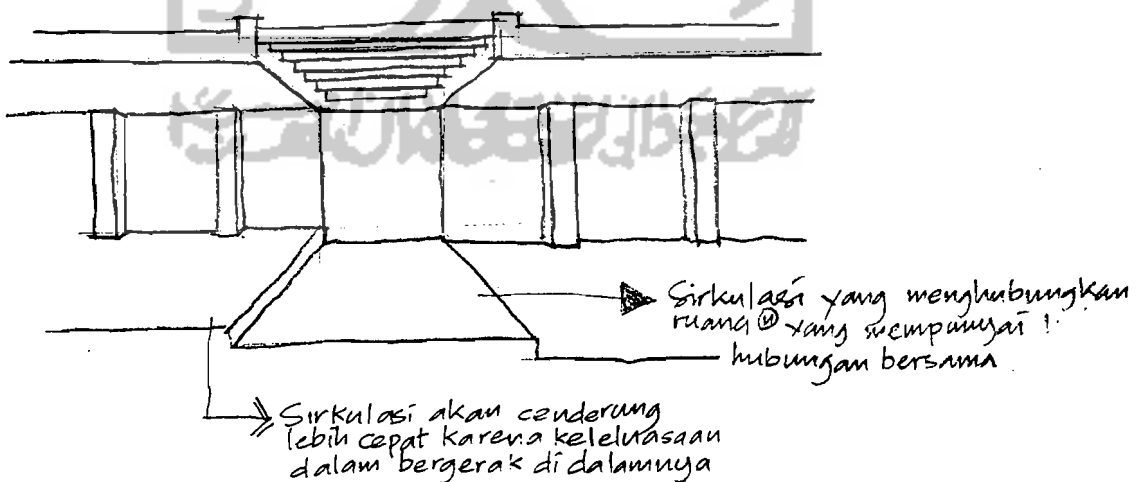 Sirkulasi yang menghubungkan
ruang ② yang mempunyai
hubungan bersama
Sirkulasi akan cenderung
lebih cepat karena keleluasaan
dalam bergerak di dalamnya